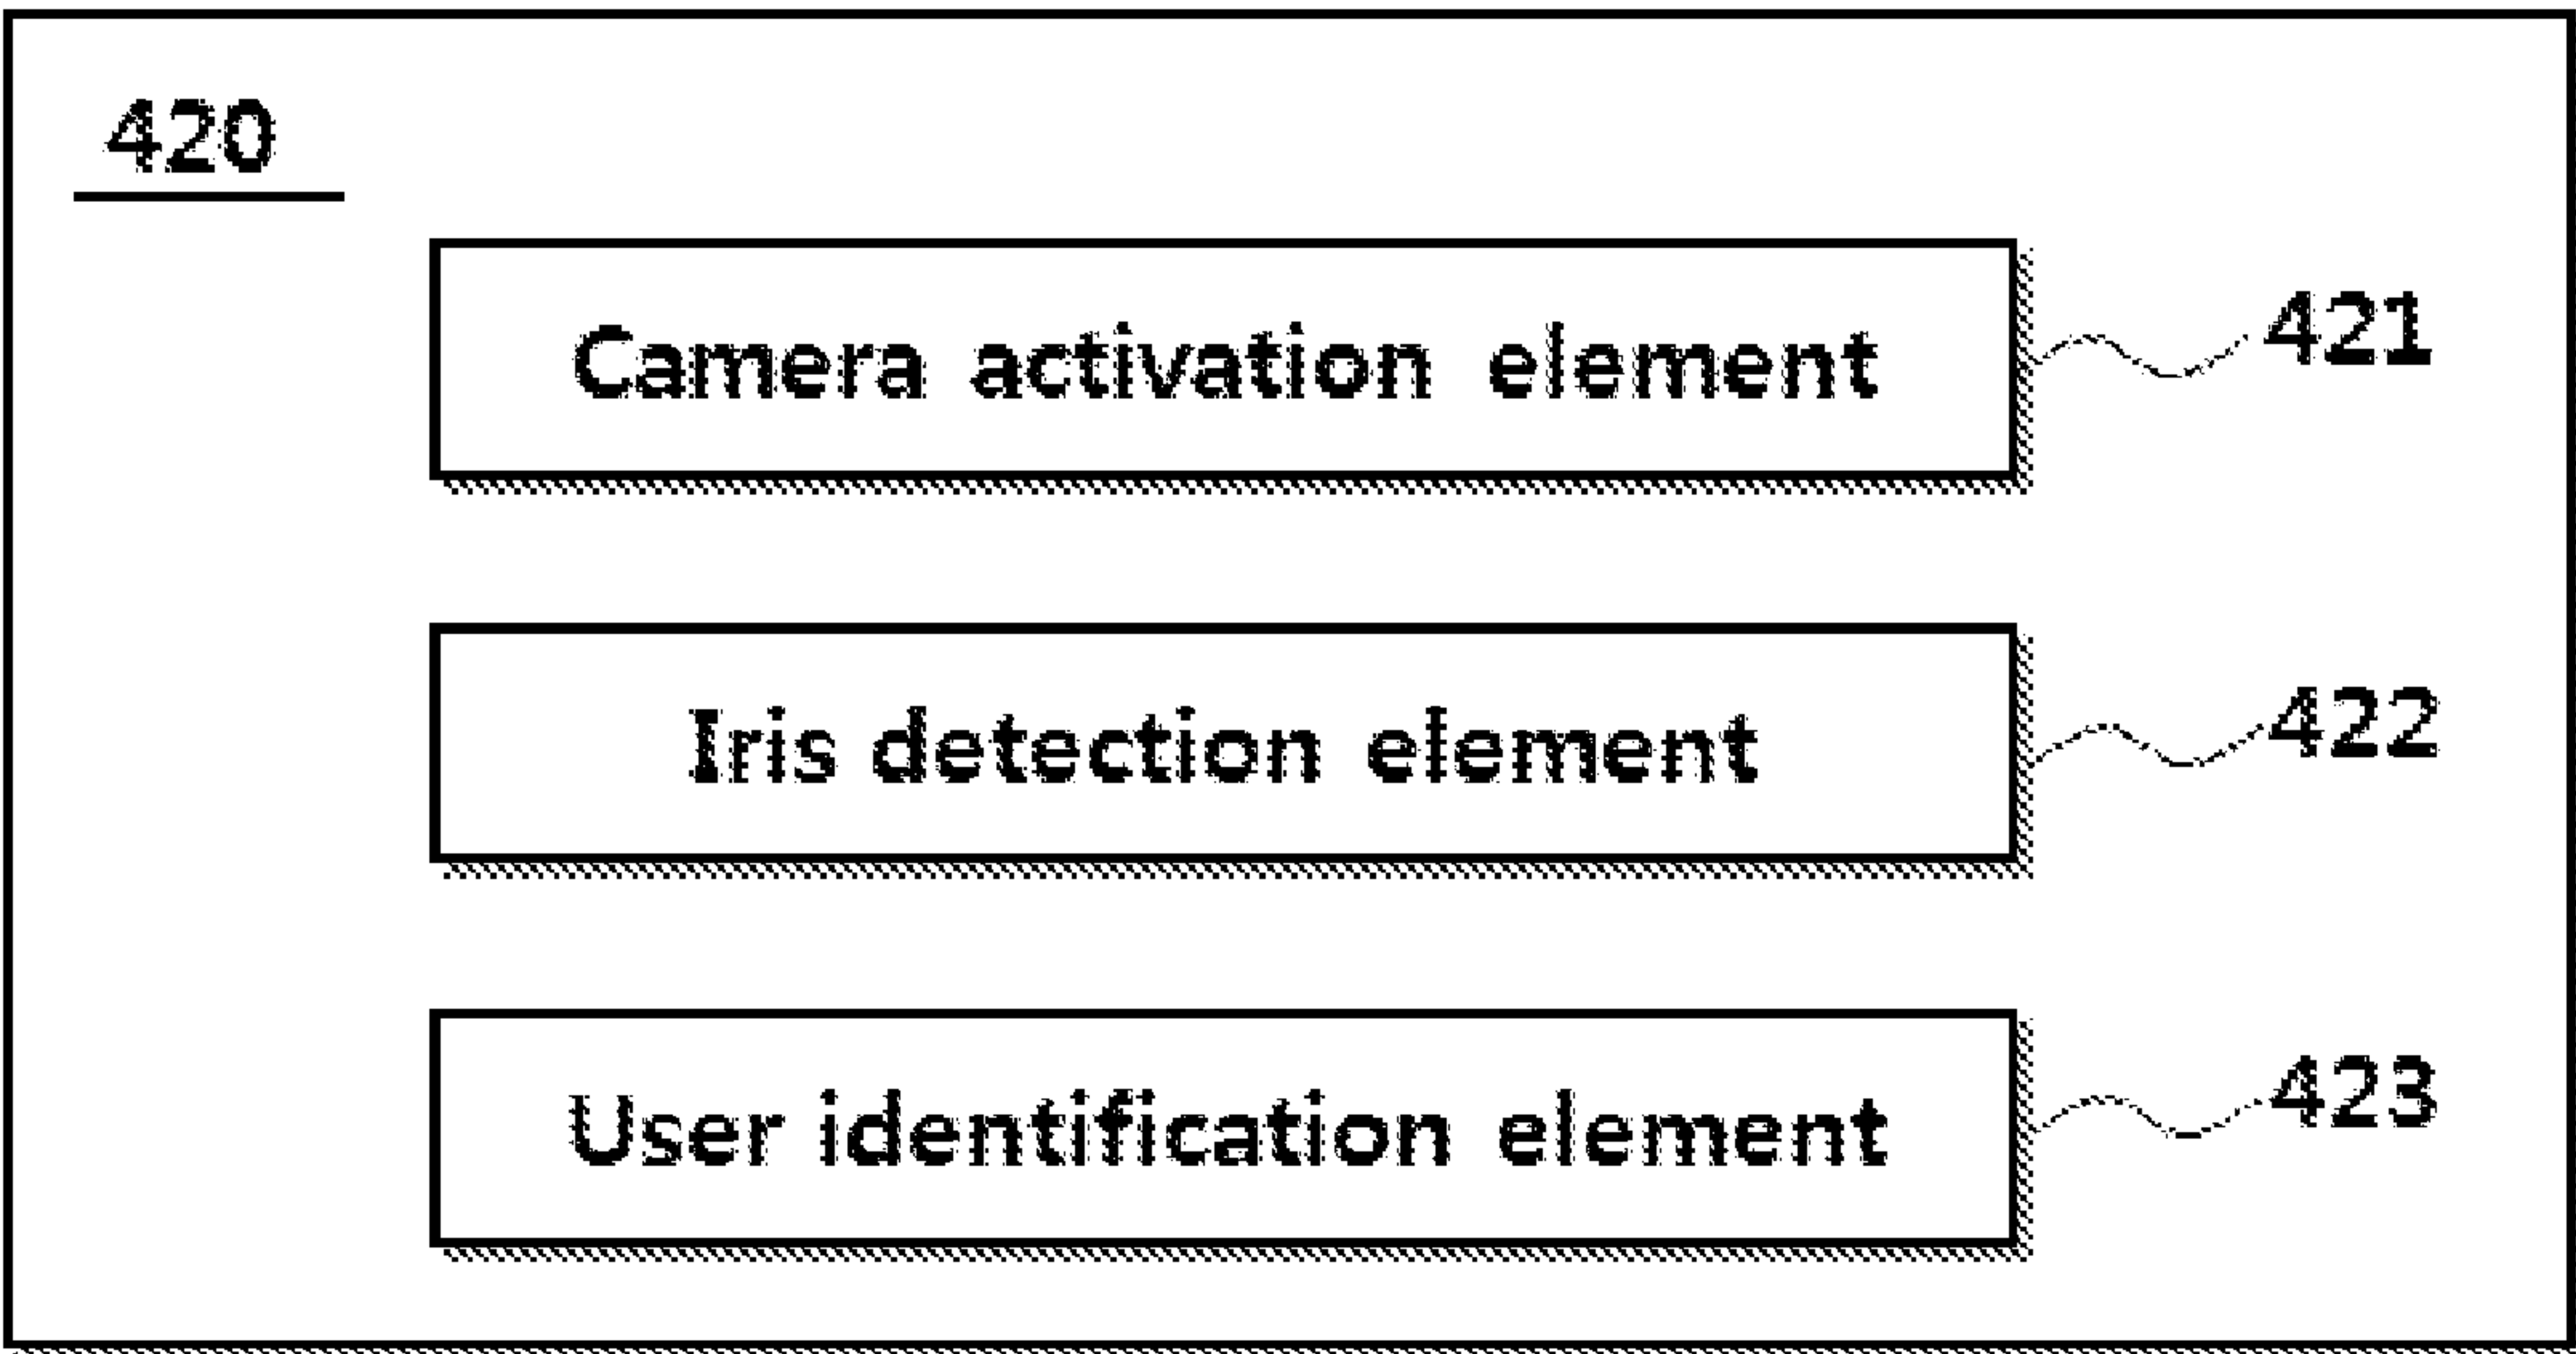 420
Camera activation element
421
Iris detection element
422
User identification element
423